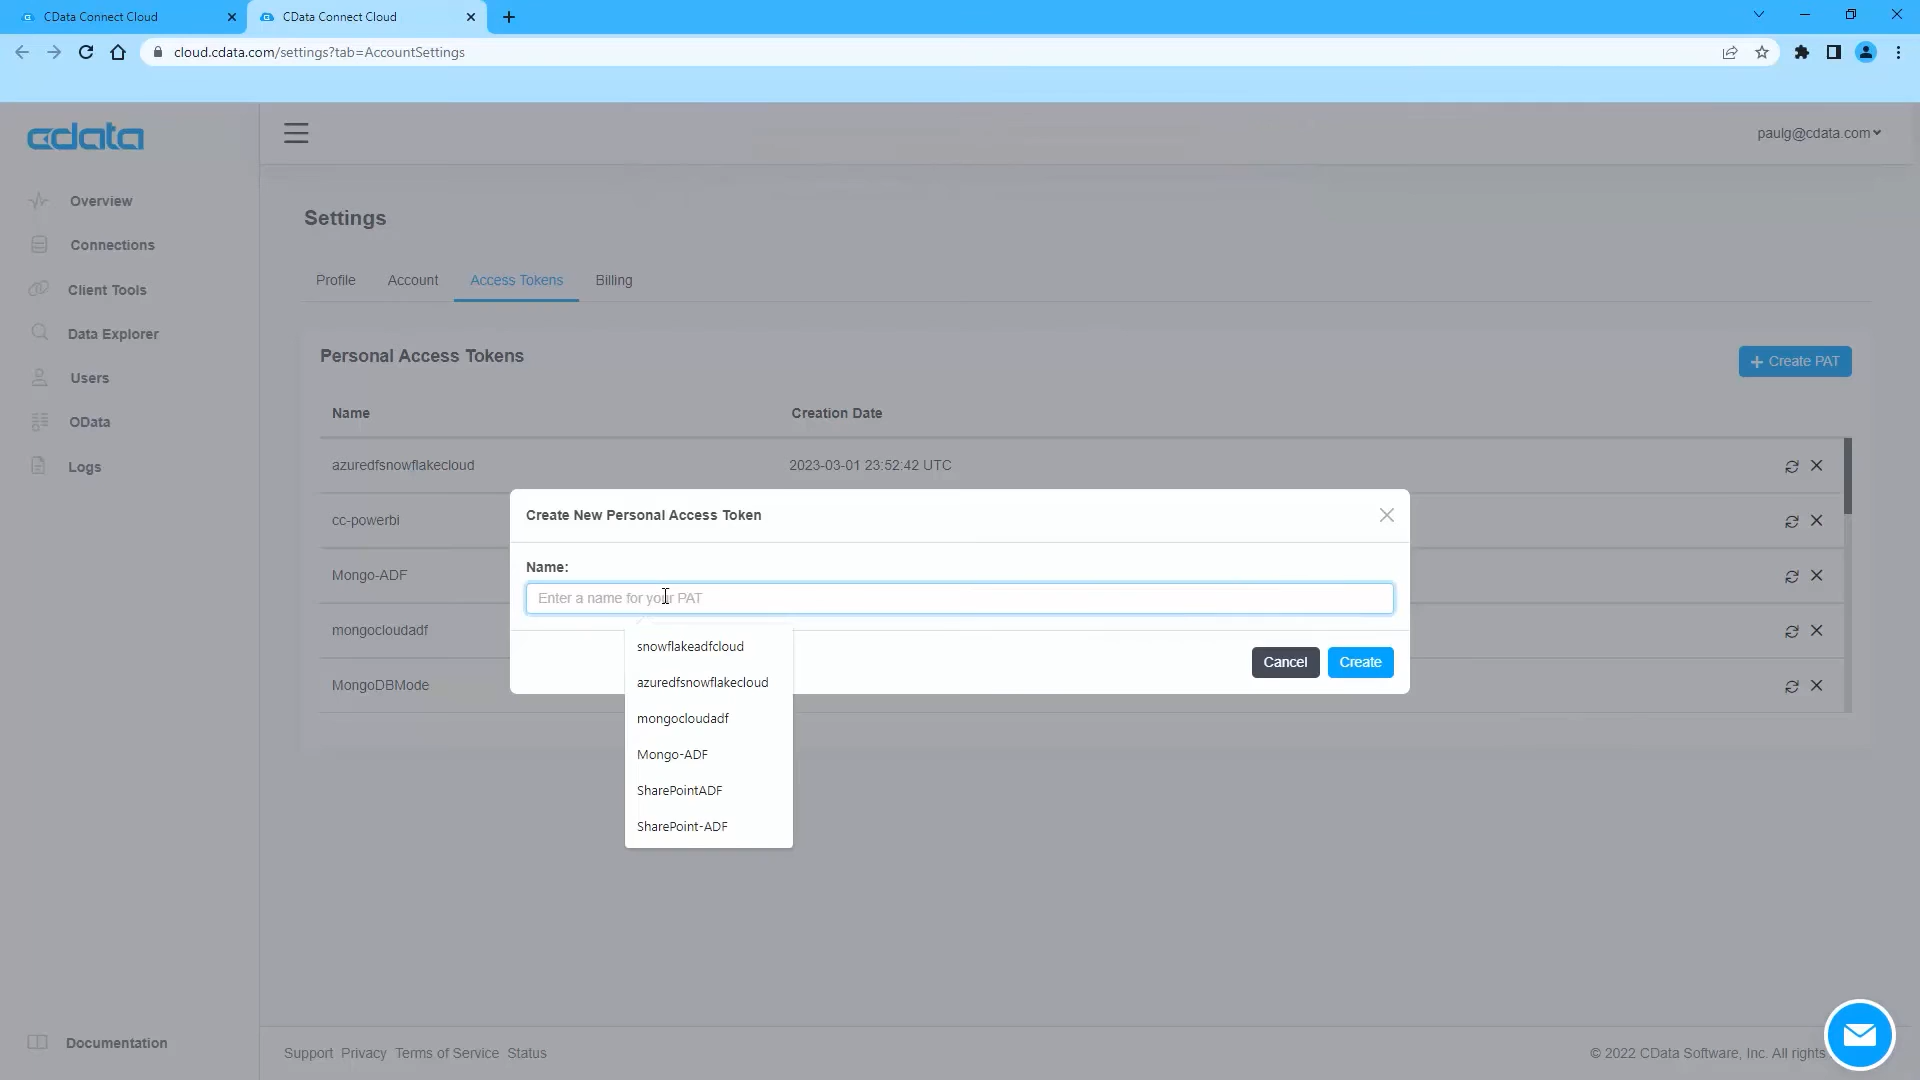 CData Connect Cloud
CData Connect Cloud
cloud.cdata.com/settings?tab=AccountSettings
cdata
paulg@cdata.com
Overview
Connections
Client Tools
Data Explorer
Users
OData
Logs
Documentation
Settings
Profile Account Access Tokens Billing
Personal Access Tokens
+ Create PAT
Name Creation Date
azuredfsnowflakecloud 2023-03-01 23:52:42 UTC
cc-powerbi
Mongo-ADF
mongocloudadf
MongoDBMode
Create New Personal Access Token
Name:
Enter a name for your PAT
snowflakeadfcloud
azuredfsnowflakecloud
mongocloudadf
Mongo-ADF
SharePointADF
SharePoint-ADF
Cancel Create
Support Privacy Terms of Service Status
© 2022 CData Software, Inc. All rights